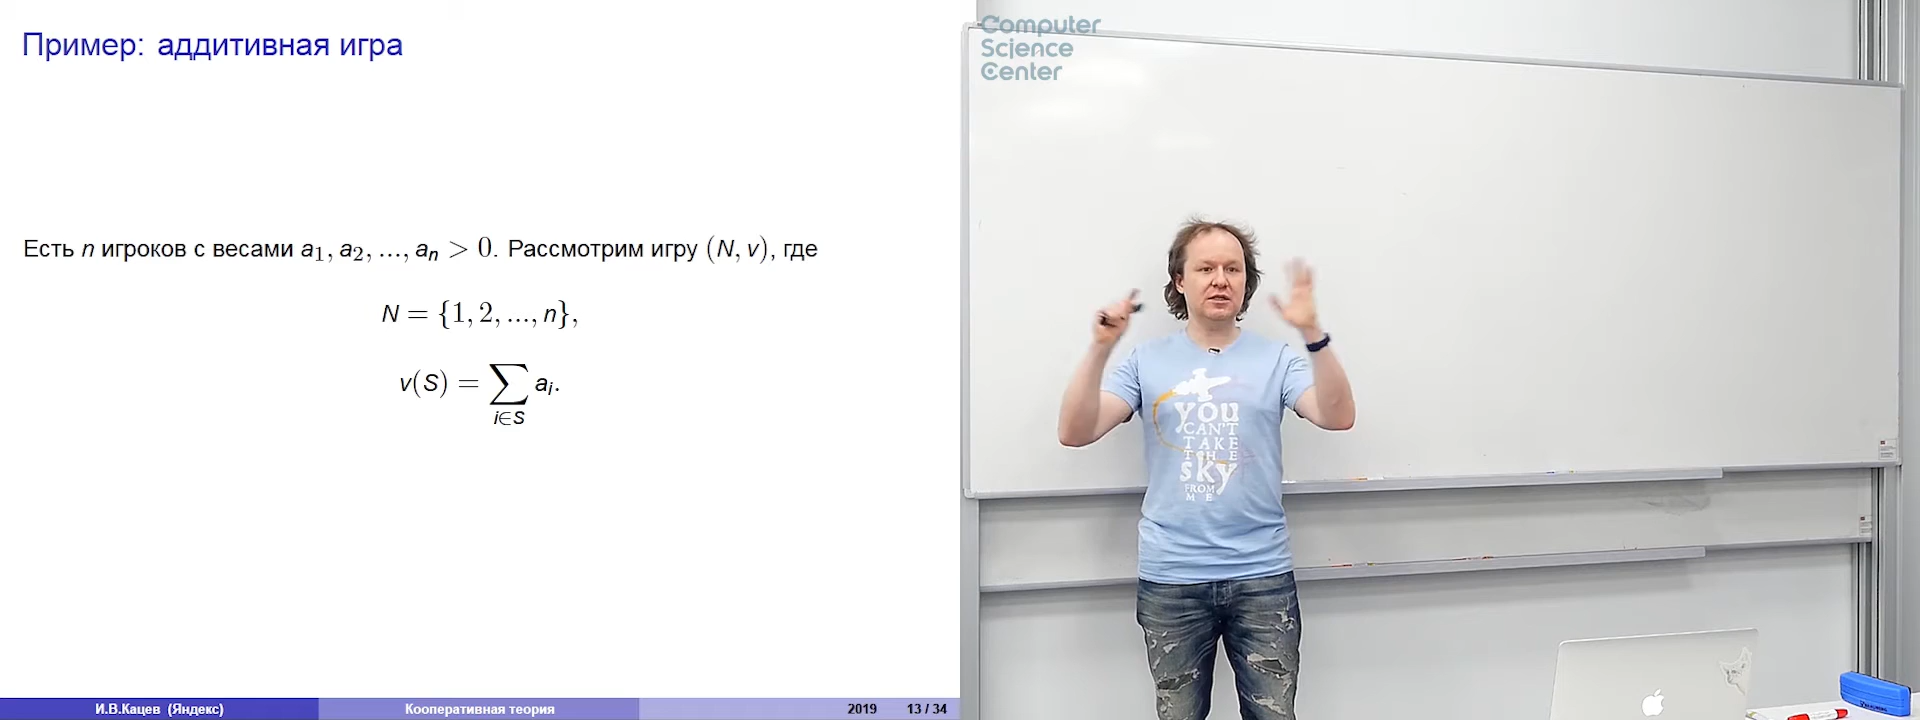 Пример: аддитивная игра
Есть n игроков с весами a₁, a₂, ..., aₙ > 0. Рассмотрим игру (N, v), где
N = {1, 2, ..., n},
v(S) = ∑ aᵢ.
i∈S
И.В.Кацев (Яндекс)
Кооперативная теория
2019
13 / 34
Computer
Science
Center
YOU
CAN'T
TAKE
THE
SKY
FROM
ME